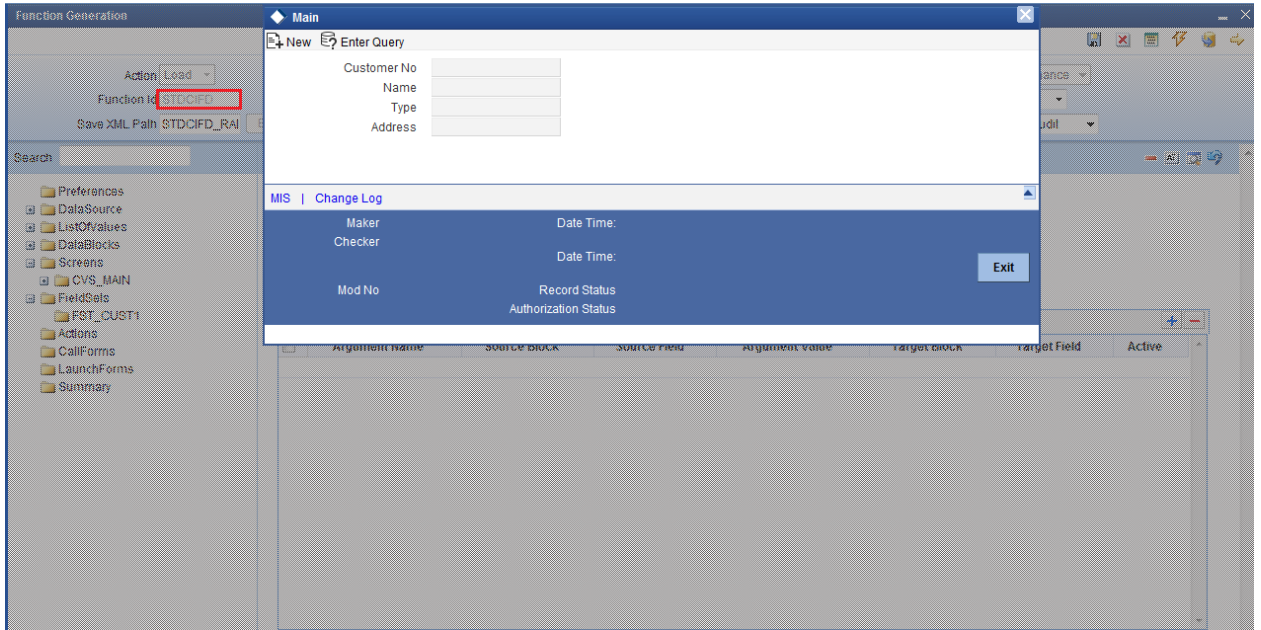 Function Generation
Main
New Enter Query
Action Load
Function Id STDCIFD
Save XML Path STDCIFD_RAI
Customer No
Name
Type
Address
Search
MIS | Change Log
Preferences
DataSource
ListOfValues
DataBlocks
Screens
CVS_MAIN
FieldSets
FST_CUST1
Actions
CallForms
LaunchForms
Summary
Maker Date Time:
Checker
Date Time:
Exit
Mod No Record Status
Authorization Status
Argument Name Source Block Source Field Argument Value Target Block Target Field Active